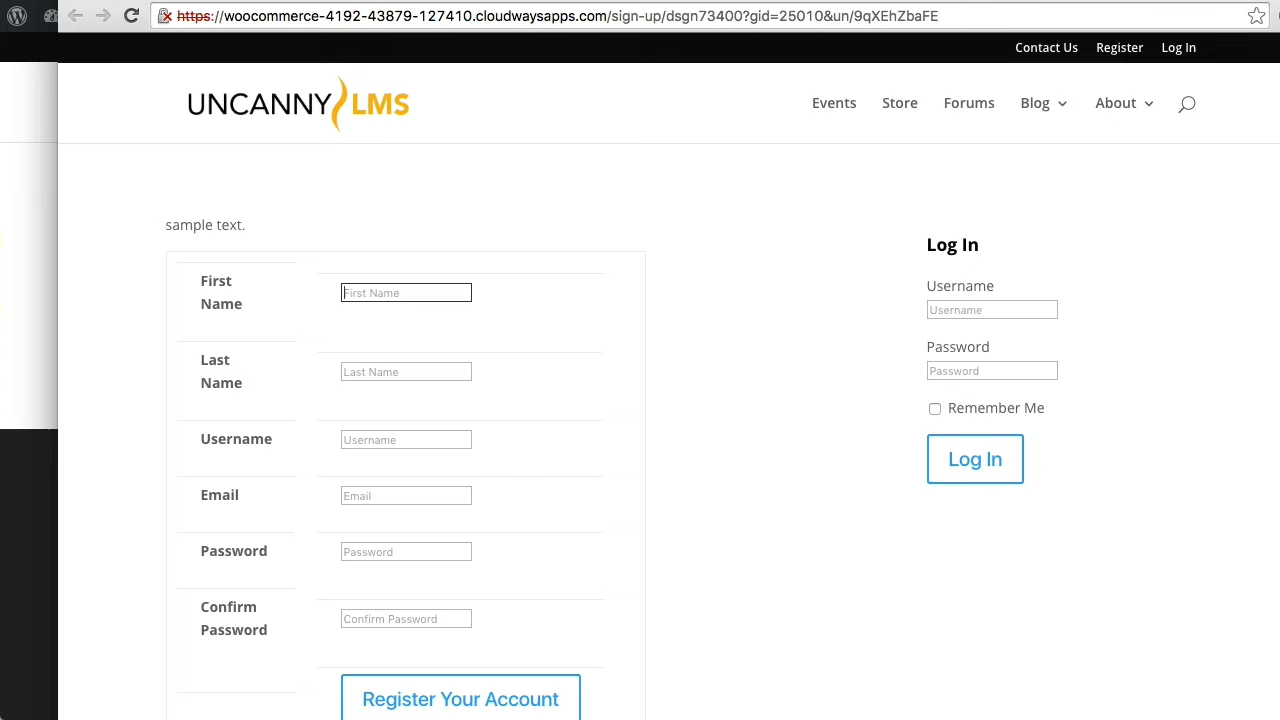 https://woocommerce-4192-43879-127410.cloudwaysapps.com/sign-up/dsgn73400?gid=25010&un/9qXEhZbaFE
Contact Us Register Log In
UNCANNY LMS
Events Store Forums Blog About
sample text.
First
Name
First Name
Last
Name
Last Name
Username
Username
Email
Email
Password
Password
Confirm
Password
Confirm Password
Register Your Account
Log In
Username
Username
Password
Password
Remember Me
Log In